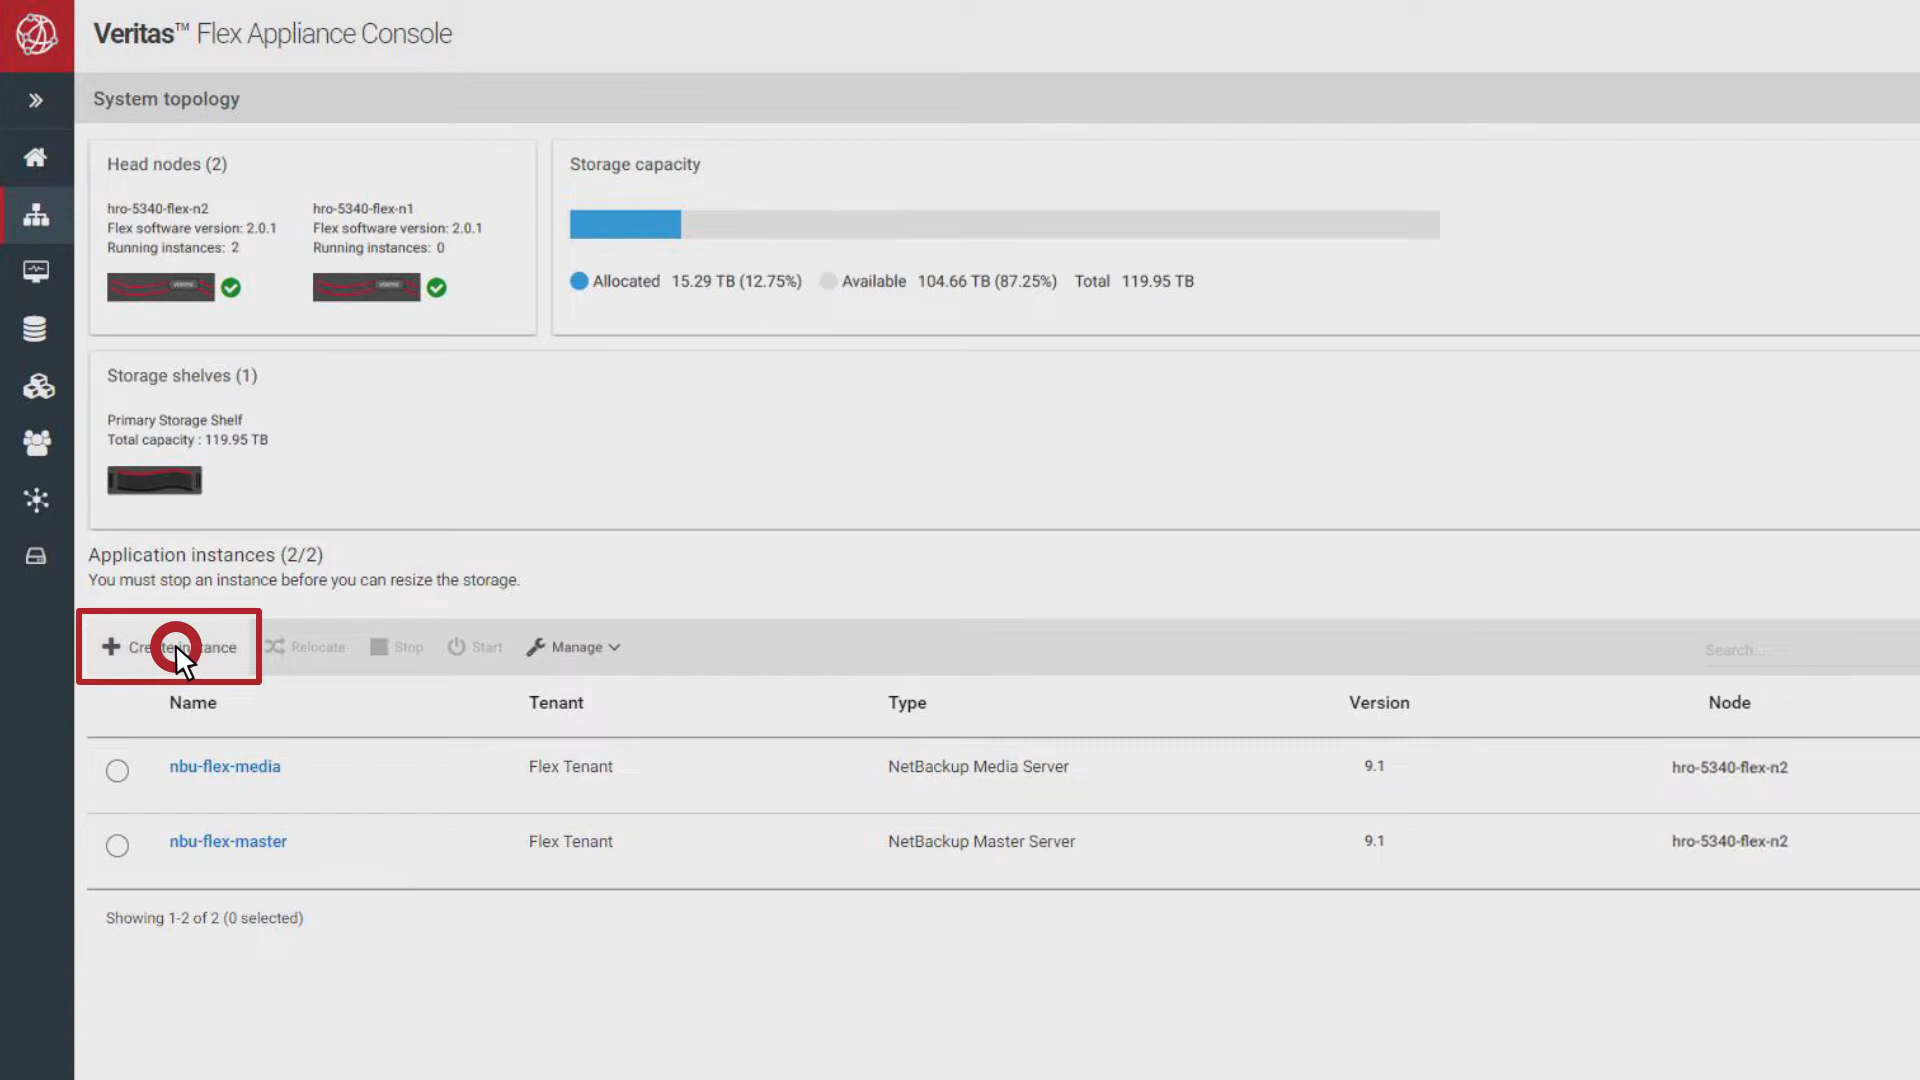 Veritas™ Flex Appliance Console
System topology
Head nodes (2)
hro-5340-flex-n2
Flex software version: 2.0.1
Running instances: 2
hro-5340-flex-n1
Flex software version: 2.0.1
Running instances: 0
Storage capacity
Allocated 15.29 TB (12.75%) Available 104.66 TB (87.25%) Total 119.95 TB
Storage shelves (1)
Primary Storage Shelf
Total capacity : 119.95 TB
Application instances (2/2)
You must stop an instance before you can resize the storage.
Create instance Relocate Stop Start Manage Search...
Name Tenant Type Version Node
nbu-flex-media Flex Tenant NetBackup Media Server 9.1 hro-5340-flex-n2
nbu-flex-master Flex Tenant NetBackup Master Server 9.1 hro-5340-flex-n2
Showing 1-2 of 2 (0 selected)